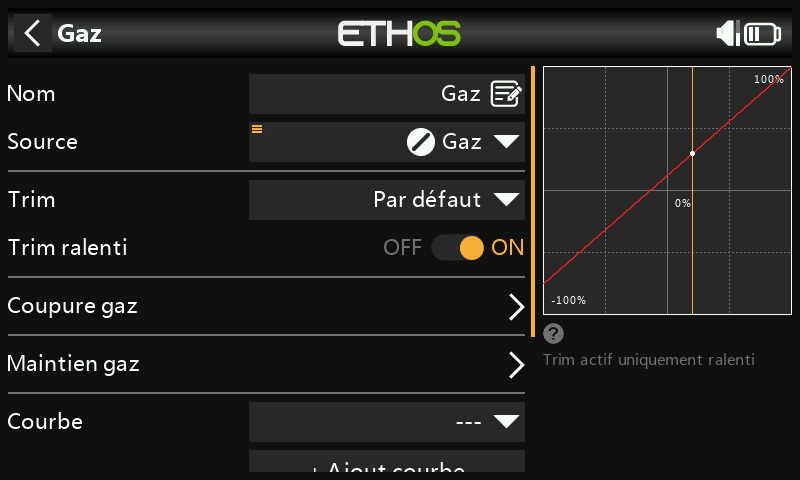 Gaz
ETHOS
Nom
Gaz
Source
Gaz
Trim
Par défaut
Trim ralenti
OFF
ON
Coupure gaz
Maintien gaz
Courbe
---
+ Ajout courbe
100%
0%
-100%
?
Trim actif uniquement ralenti